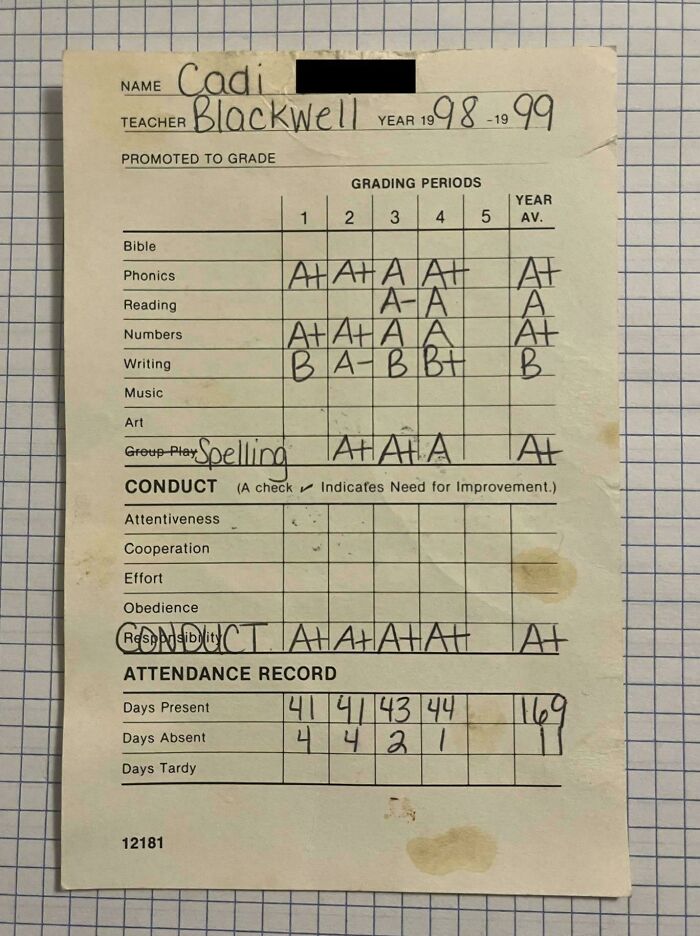 NAME Cadi
TEACHER Blackwell YEAR 1998-1999
PROMOTED TO GRADE
GRADING PERIODS
1 2 3 4 5 YEAR AV.
Bible
Phonics A+ A+ A A+ A+
Reading A- A A
Numbers A+ A+ A A A+
Writing B A- B B+ B
Music
Art
Group Play Spelling A+ A+ A A+
CONDUCT (A check ✓ Indicates Need for Improvement.)
Attentiveness
Cooperation
Effort
Obedience
Responsibility CONDUCT A+ A+ A+ A+ A+
ATTENDANCE RECORD
Days Present 41 41 43 44 169
Days Absent 4 4 2 1 11
Days Tardy
12181